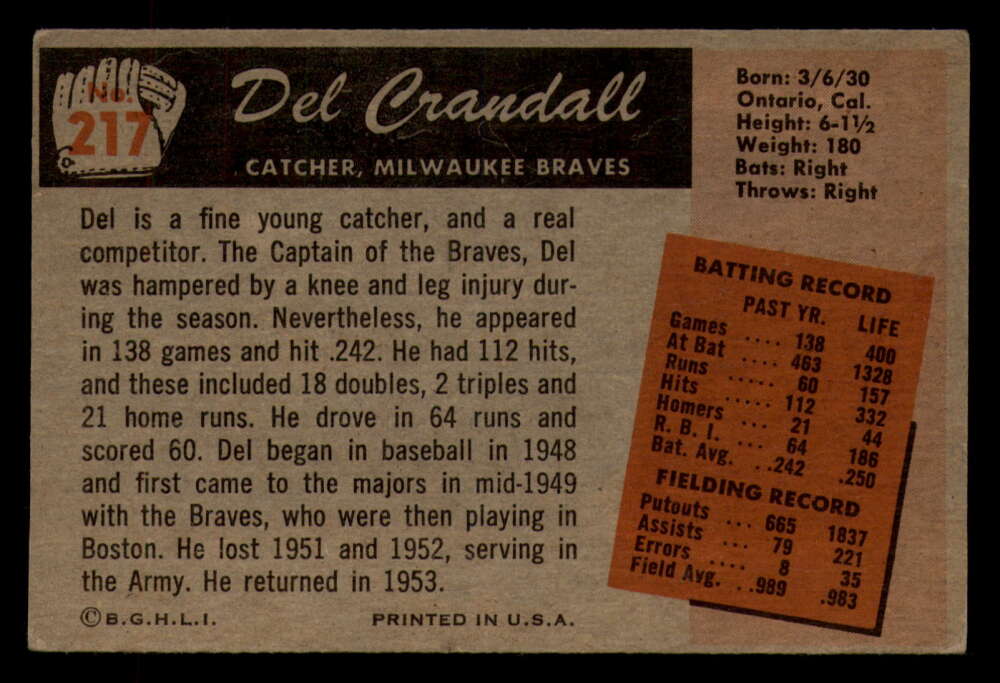 No.
217
Del Crandall
CATCHER, MILWAUKEE BRAVES
Born: 3/6/30
Ontario, Cal.
Height: 6-1½
Weight: 180
Bats: Right
Throws: Right
Del is a fine young catcher, and a real
competitor. The Captain of the Braves, Del
was hampered by a knee and leg injury dur-
ing the season. Nevertheless, he appeared
in 138 games and hit .242. He had 112 hits,
and these included 18 doubles, 2 triples and
21 home runs. He drove in 64 runs and
scored 60. Del began in baseball in 1948
and first came to the majors in mid-1949
with the Braves, who were then playing in
Boston. He lost 1951 and 1952, serving in
the Army. He returned in 1953.
BATTING RECORD
PAST YR. LIFE
Games .... 138 400
At Bat .... 463 1328
Runs ..... 60 157
Hits ..... 112 332
Homers ... 21 44
R. B. I. ... 64 186
Bat. Avg. ..242 .250
FIELDING RECORD
Putouts ... 665 1837
Assists ... 79 221
Errors .... 8 35
Field Avg. ..989 .983
©B.G.H.L.I. PRINTED IN U.S.A.